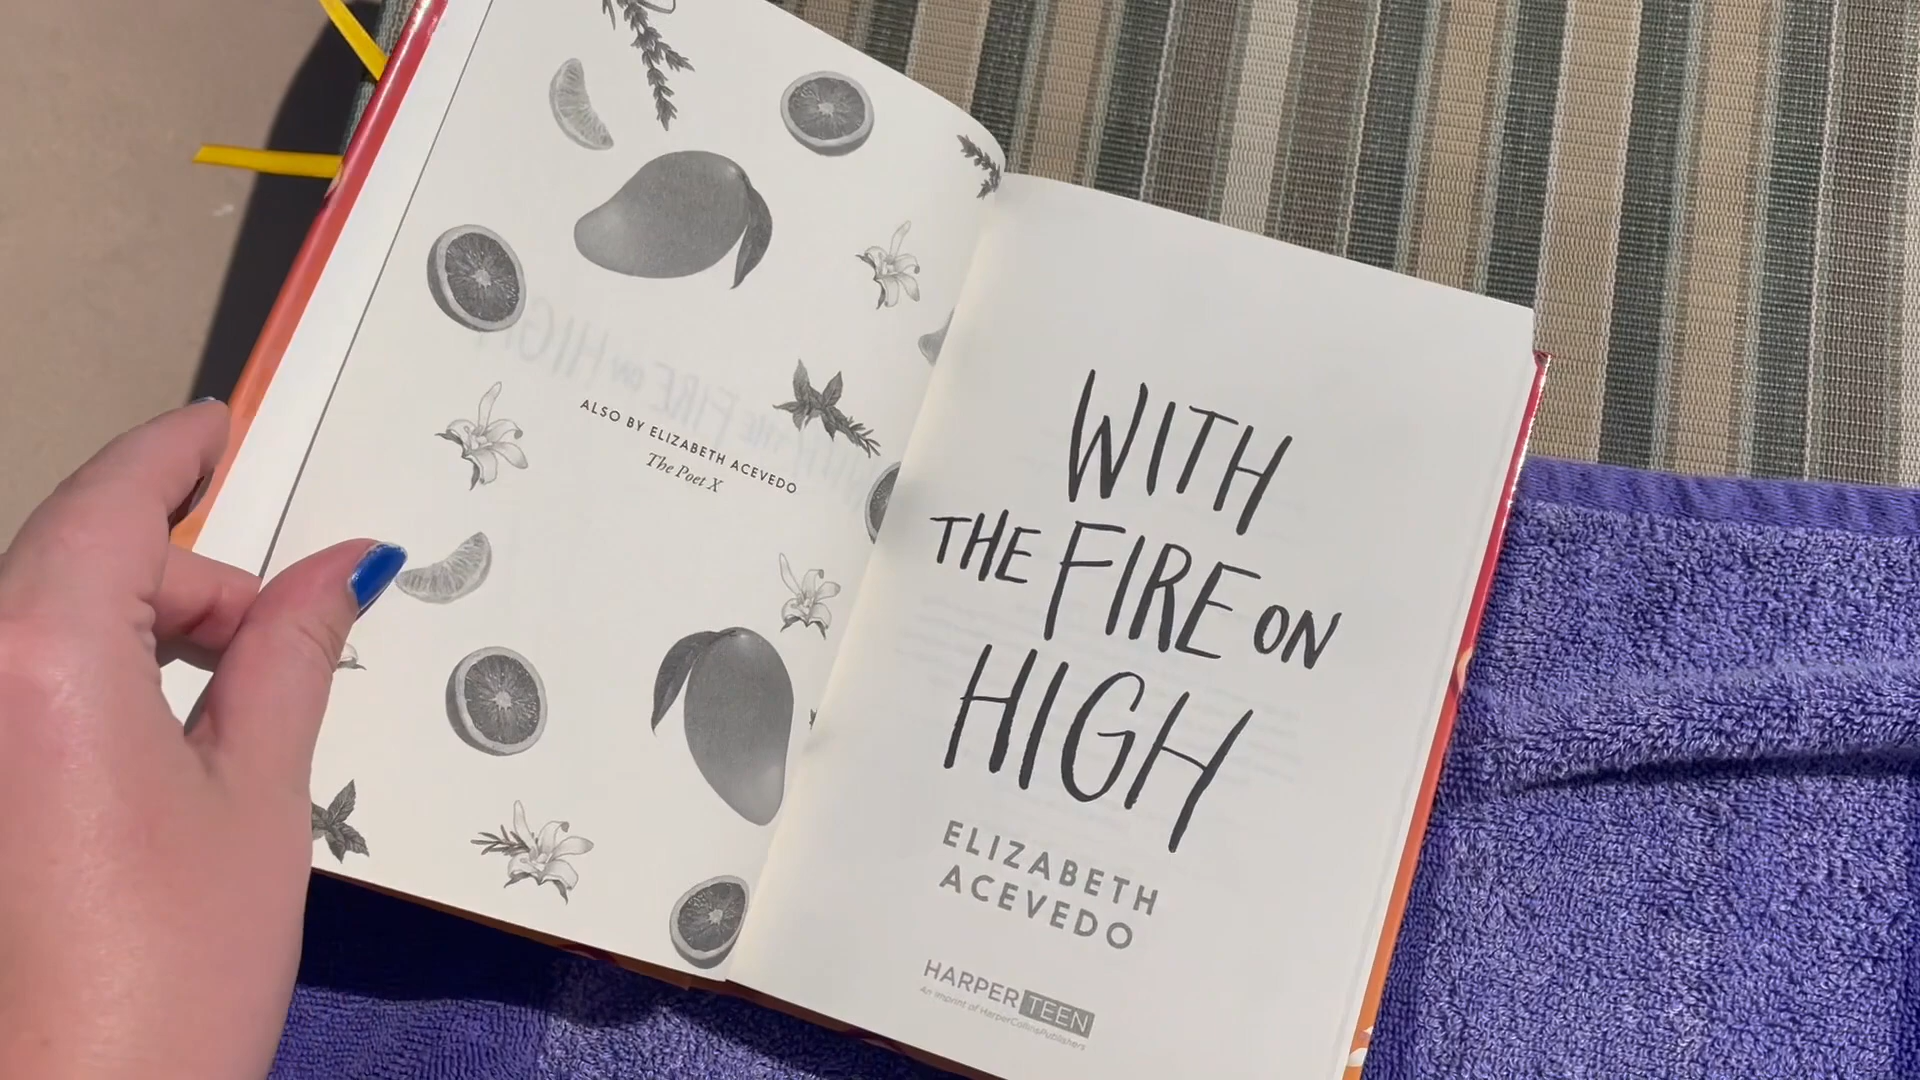 ALSO BY ELIZABETH ACEVEDO
The Poet X
WITH
THE FIRE ON
HIGH
ELIZABETH
ACEVEDO
HARPER TEEN
An Imprint of HarperCollinsPublishers